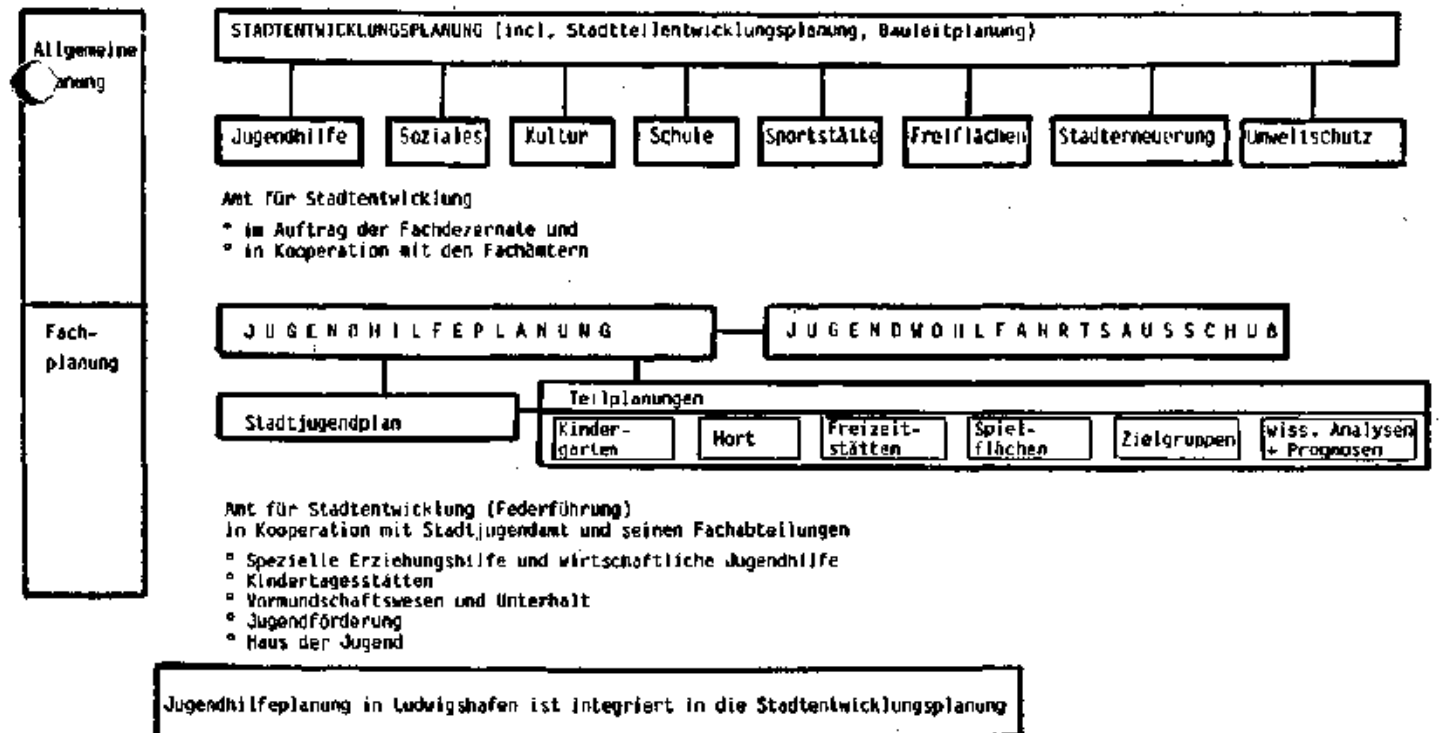 Allgemeine
anung
STADTENTWICKLUNGSPLANUNG (incl. Stadtteilentwicklungsplanung, Bauleitplanung)
Jugendhilfe
Soziales
Kultur
Schule
Sportstätte
Freiflächen
Stadterneuerung
Umweltschutz
Amt für Stadtentwicklung
° im Auftrag der Fachdezernate und
° in Kooperation mit den Fachämtern
Fach-
planung
JUGENDHILFEPLANUNG
JUGENDWOHLFAHRTSAUSSCHUß
Stadtjugendplan
Teilplanungen
Kinder-
garten
Hort
Freizeit-
stätten
Spiel-
flächen
Zielgruppen
wiss. Analysen
+ Prognosen
Amt für Stadtentwicklung (Federführung)
in Kooperation mit Stadtjugendamt und seinen Fachabteilungen
° Spezielle Erziehungshilfe und wirtschaftliche Jugendhilfe
° Kindertagesstätten
° Vormundschaftswesen und Unterhalt
° Jugendförderung
° Haus der Jugend
Jugendhilfeplanung in Ludwigshafen ist integriert in die Stadtentwicklungsplanung